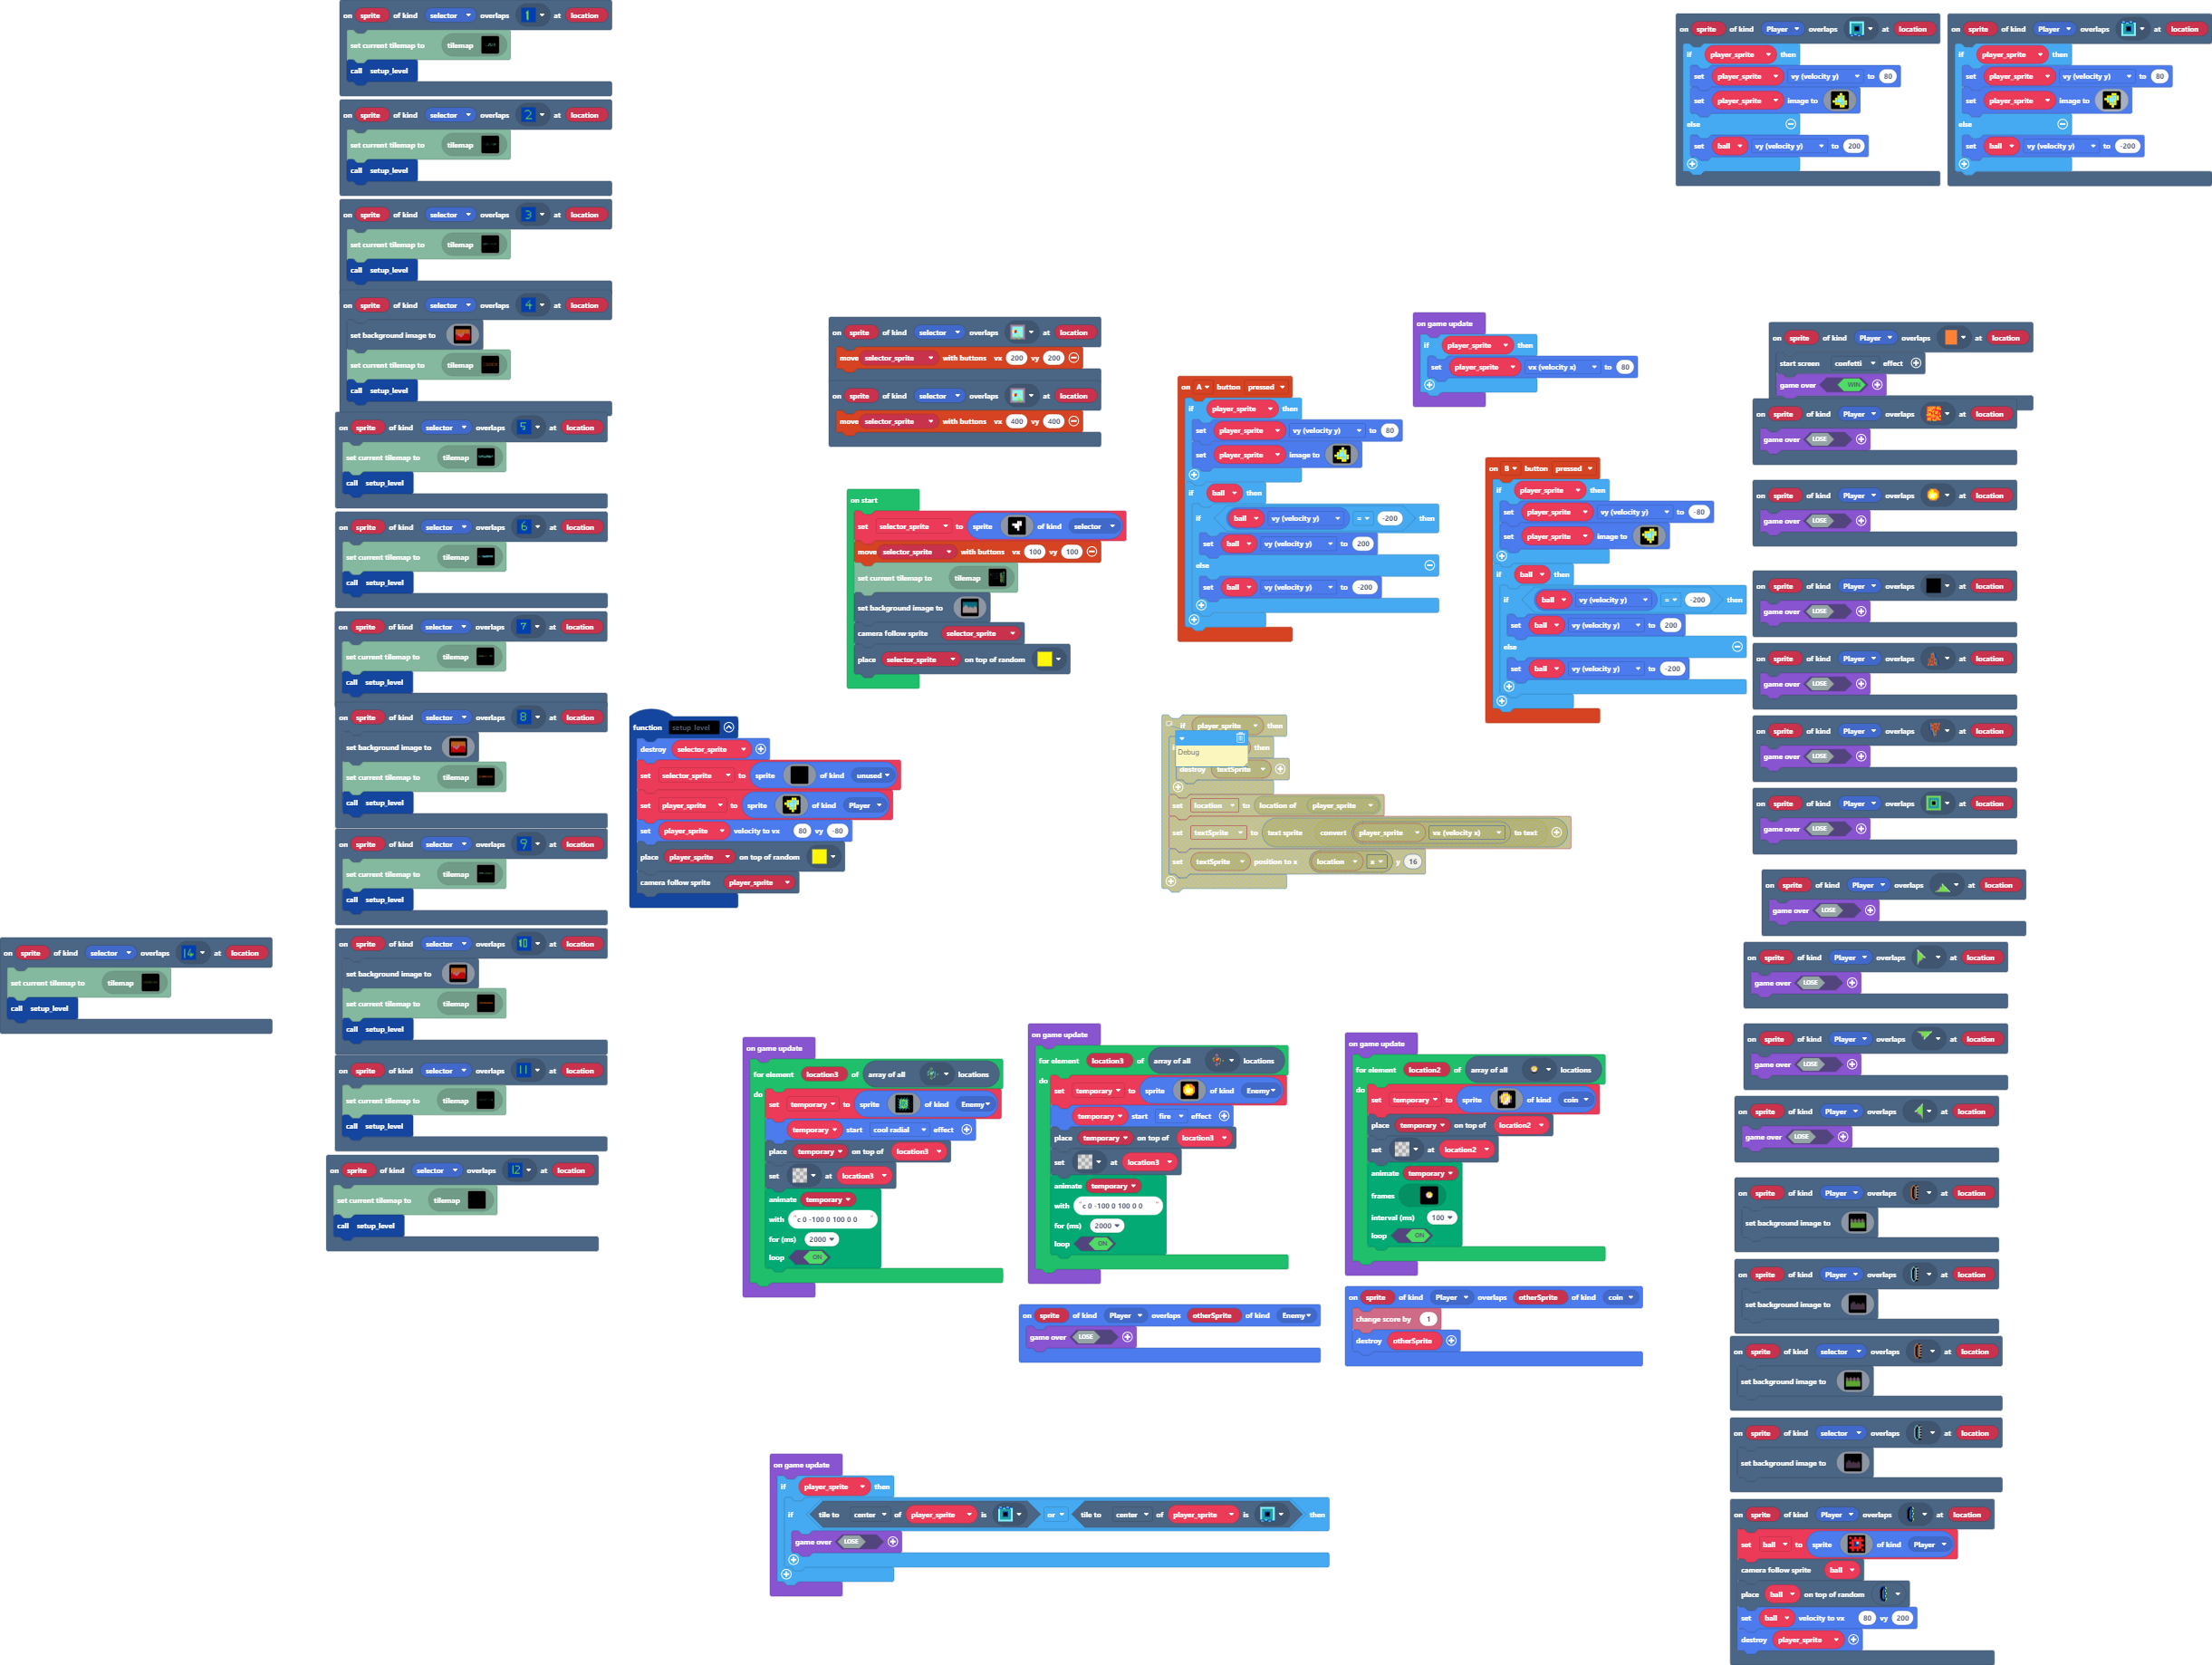 on sprite of kind selector overlaps 1 at location
set current tilemap to tilemap
call setup_level
on sprite of kind selector overlaps 2 at location
set current tilemap to tilemap
call setup_level
on sprite of kind selector overlaps 3 at location
set current tilemap to tilemap
call setup_level
on sprite of kind selector overlaps 4 at location
set background image to
set current tilemap to tilemap
call setup_level
on sprite of kind selector overlaps 5 at location
set current tilemap to tilemap
call setup_level
on sprite of kind selector overlaps 6 at location
set current tilemap to tilemap
call setup_level
on sprite of kind selector overlaps 7 at location
set current tilemap to tilemap
call setup_level
on sprite of kind selector overlaps 8 at location
set background image to
set current tilemap to tilemap
call setup_level
on sprite of kind selector overlaps 9 at location
set current tilemap to tilemap
call setup_level
on sprite of kind selector overlaps 10 at location
set background image to
set current tilemap to tilemap
call setup_level
on sprite of kind selector overlaps 11 at location
set current tilemap to tilemap
call setup_level
on sprite of kind selector overlaps 12 at location
set current tilemap to tilemap
call setup_level
on sprite of kind selector overlaps 14 at location
set current tilemap to tilemap
call setup_level
on sprite of kind selector overlaps at location
move selector_sprite with buttons vx 200 vy 200
on sprite of kind selector overlaps at location
move selector_sprite with buttons vx 400 vy 400
on start
set selector_sprite to sprite of kind selector
move selector_sprite with buttons vx 100 vy 100
set current tilemap to tilemap
set background image to
camera follow sprite selector_sprite
place selector_sprite on top of random
function setup_level
destroy selector_sprite
set selector_sprite to sprite of kind unused
set player_sprite to sprite of kind Player
set player_sprite velocity to vx 80 vy -80
place player_sprite on top of random
camera follow sprite player_sprite
on A button pressed
if player_sprite then
set player_sprite vy (velocity y) to 80
set player_sprite image to
if ball then
if ball vy (velocity y) = -200 then
set ball vy (velocity y) to 200
else
set ball vy (velocity y) to -200
on game update
if player_sprite then
set player_sprite vx (velocity x) to 80
on B button pressed
if player_sprite then
set player_sprite vy (velocity y) to -80
set player_sprite image to
if ball then
if ball vy (velocity y) = -200 then
set ball vy (velocity y) to 200
else
set ball vy (velocity y) to -200
if player_sprite then
then
Debug
destroy textSprite
set location to location of player_sprite
set textSprite to text sprite convert player_sprite vx (velocity x) to text
set textSprite position to x location x y 16
on game update
for element location3 of array of all locations
do
set temporary to sprite of kind Enemy
temporary start cool radial effect
place temporary on top of location3
set at location3
animate temporary
with "c 0 -100 0 100 0 0"
for (ms) 2000
loop ON
on game update
for element location3 of array of all locations
do
set temporary to sprite of kind Enemy
temporary start fire effect
place temporary on top of location3
set at location3
animate temporary
with "c 0 -100 0 100 0 0"
for (ms) 2000
loop ON
on game update
for element location2 of array of all locations
do
set temporary to sprite of kind coin
place temporary on top of location2
set at location2
animate temporary
frames
interval (ms) 100
loop ON
on sprite of kind Player overlaps otherSprite of kind Enemy
game over LOSE
on sprite of kind Player overlaps otherSprite of kind coin
change score by 1
destroy otherSprite
on game update
if player_sprite then
if tile to center of player_sprite is or tile to center of player_sprite is then
game over LOSE
on sprite of kind Player overlaps at location
if player_sprite then
set player_sprite vy (velocity y) to 80
set player_sprite image to
else
set ball vy (velocity y) to 200
on sprite of kind Player overlaps at location
if player_sprite then
set player_sprite vy (velocity y) to 80
set player_sprite image to
else
set ball vy (velocity y) to -200
on sprite of kind Player overlaps at location
start screen confetti effect
game over WIN
on sprite of kind Player overlaps at location
game over LOSE
on sprite of kind Player overlaps at location
game over LOSE
on sprite of kind Player overlaps at location
game over LOSE
on sprite of kind Player overlaps at location
game over LOSE
on sprite of kind Player overlaps at location
game over LOSE
on sprite of kind Player overlaps at location
game over LOSE
on sprite of kind Player overlaps at location
game over LOSE
on sprite of kind Player overlaps at location
game over LOSE
on sprite of kind Player overlaps at location
game over LOSE
on sprite of kind Player overlaps at location
game over LOSE
on sprite of kind Player overlaps at location
set background image to
on sprite of kind Player overlaps at location
set background image to
on sprite of kind selector overlaps at location
set background image to
on sprite of kind selector overlaps at location
set background image to
on sprite of kind Player overlaps at location
set ball to sprite of kind Player
camera follow sprite ball
place ball on top of random
set ball velocity to vx 80 vy 200
destroy player_sprite